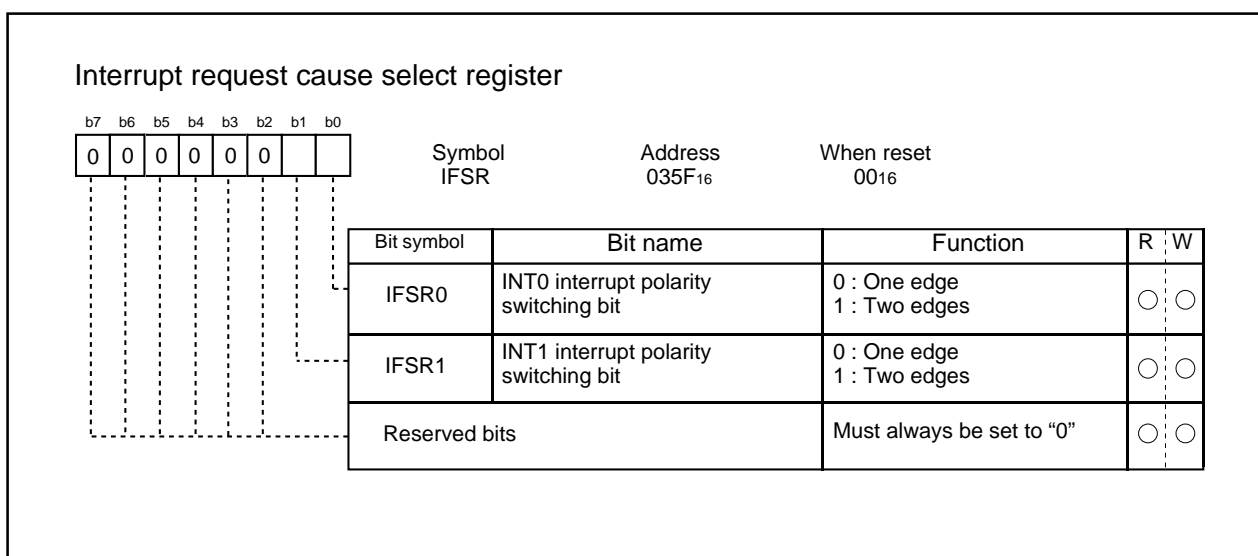 Interrupt request cause select register
b7 b6 b5 b4 b3 b2 b1 b0
0 0 0 0 0 0
Symbol Address When reset
IFSR 035F16 0016
Bit symbol Bit name Function R W
IFSR0 INT0 interrupt polarity switching bit 0 : One edge
1 : Two edges
IFSR1 INT1 interrupt polarity switching bit 0 : One edge
1 : Two edges
Reserved bits Must always be set to “0”